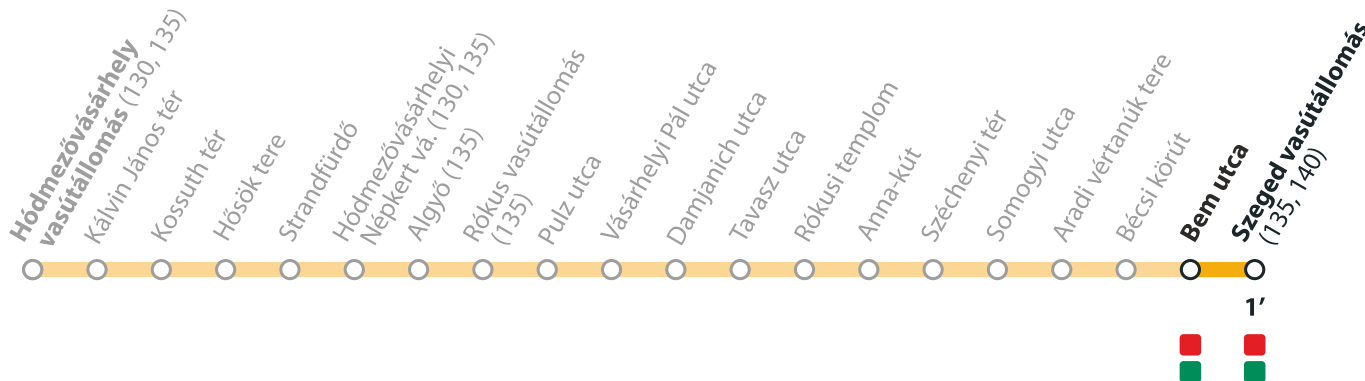 Hódmezővásárhely
vasútállomás (130, 135)
Kálvin János tér
Kossuth tér
Hősök tere
Strandfürdő
Hódmezővásárhelyi
Népkert vá. (130, 135)
Algyő (135)
Rókus vasútállomás
(135)
Pulz utca
Vásárhelyi Pál utca
Damjanich utca
Tavasz utca
Rókusi templom
Anna-kút
Széchenyi tér
Somogyi utca
Aradi vértanúk tere
Bécsi körút
Bem utca
Szeged vasútállomás
(135, 140)
1’